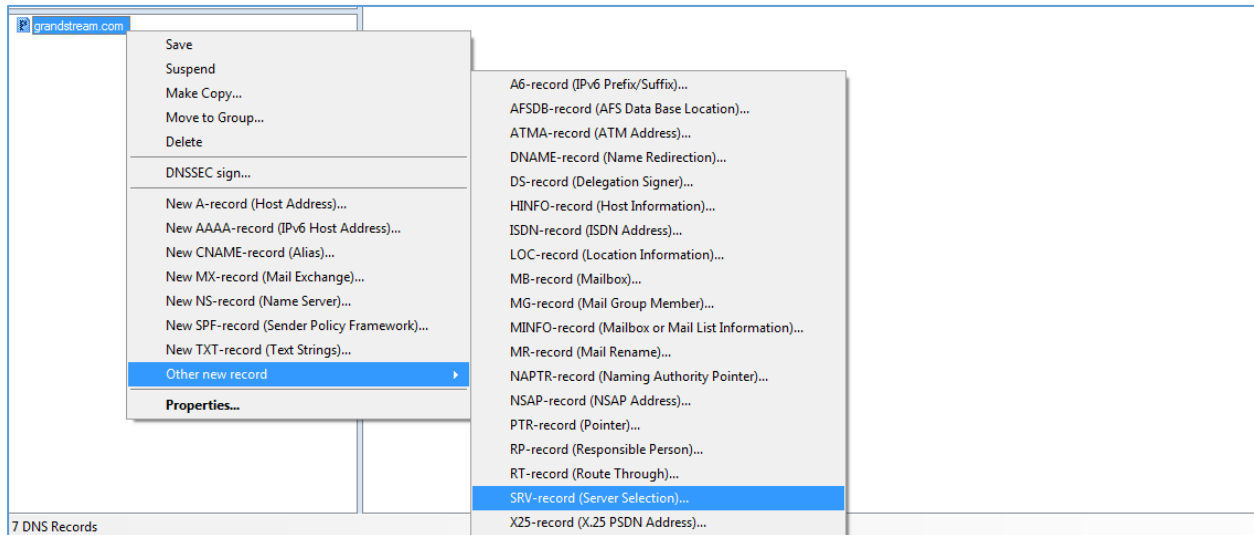 grandstream.com
Save
Suspend
Make Copy...
Move to Group...
Delete
DNSSEC sign...
New A-record (Host Address)...
New AAAA-record (IPv6 Host Address)...
New CNAME-record (Alias)...
New MX-record (Mail Exchange)...
New NS-record (Name Server)...
New SPF-record (Sender Policy Framework)...
New TXT-record (Text Strings)...
Other new record
Properties...
A6-record (IPv6 Prefix/Suffix)...
AFSDB-record (AFS Data Base Location)...
ATMA-record (ATM Address)...
DNAME-record (Name Redirection)...
DS-record (Delegation Signer)...
HINFO-record (Host Information)...
ISDN-record (ISDN Address)...
LOC-record (Location Information)...
MB-record (Mailbox)...
MG-record (Mail Group Member)...
MINFO-record (Mailbox or Mail List Information)...
MR-record (Mail Rename)...
NAPTR-record (Naming Authority Pointer)...
NSAP-record (NSAP Address)...
PTR-record (Pointer)...
RP-record (Responsible Person)...
RT-record (Route Through)...
SRV-record (Server Selection)...
X25-record (X.25 PSDN Address)...
7 DNS Records